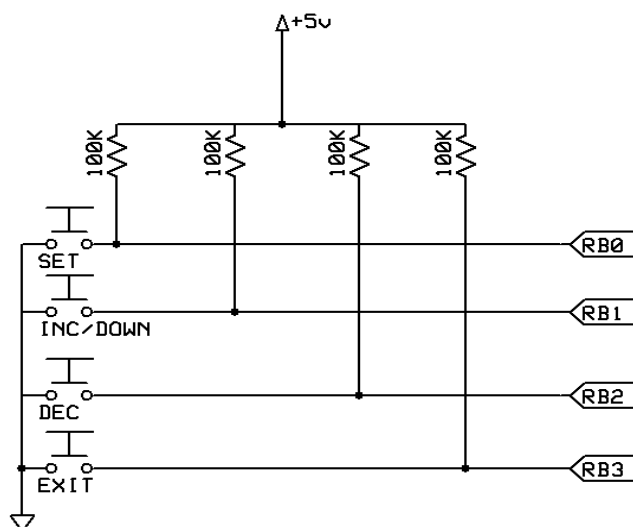 +5v
100K 100K 100K 100K
SET RB0
INC/DOWN RB1
DEC RB2
EXIT RB3